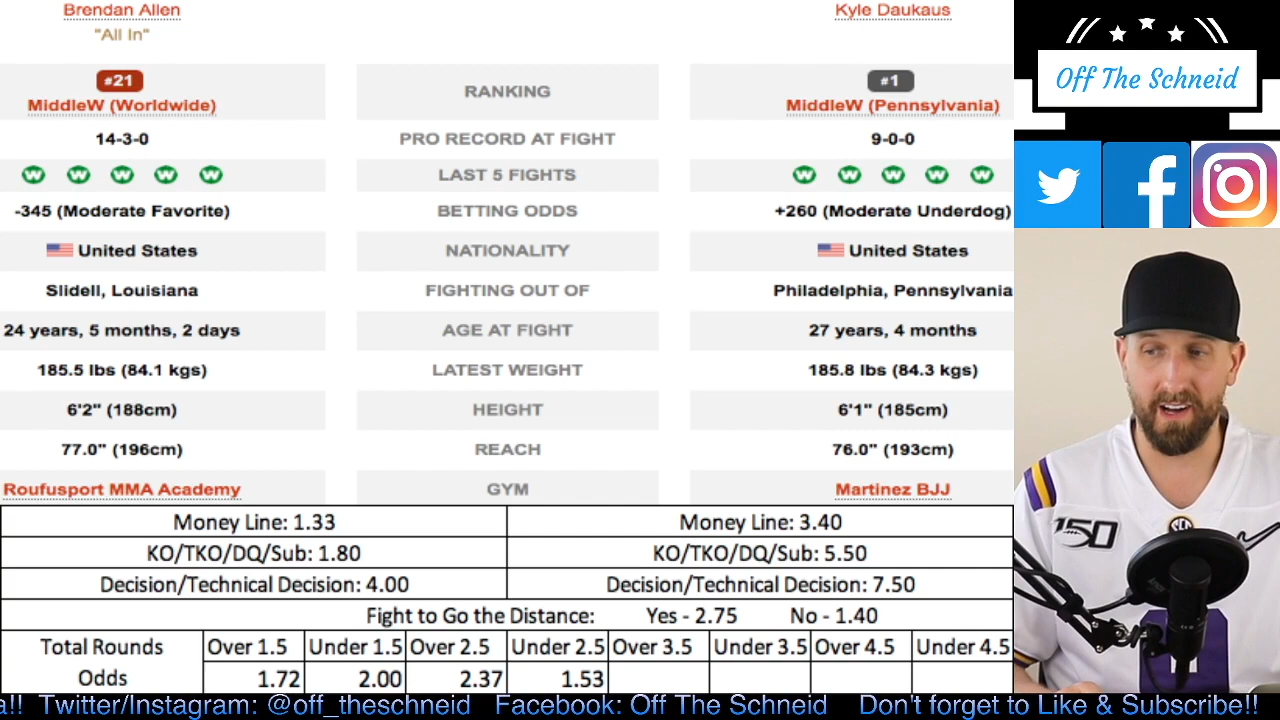 Brendan Allen
Kyle Daukaus
"All In"
#21
RANKING
#1
MiddleW (Worldwide)
MiddleW (Pennsylvania)
14-3-0
PRO RECORD AT FIGHT
9-0-0
W W W W W
LAST 5 FIGHTS
W W W W W
-345 (Moderate Favorite)
BETTING ODDS
+260 (Moderate Underdog)
United States
NATIONALITY
United States
Slidell, Louisiana
FIGHTING OUT OF
Philadelphia, Pennsylvania
24 years, 5 months, 2 days
AGE AT FIGHT
27 years, 4 months
185.5 lbs (84.1 kgs)
LATEST WEIGHT
185.8 lbs (84.3 kgs)
6'2" (188cm)
HEIGHT
6'1" (185cm)
77.0" (196cm)
REACH
76.0" (193cm)
Roufusport MMA Academy
GYM
Martinez BJJ
Money Line: 1.33
Money Line: 3.40
KO/TKO/DQ/Sub: 1.80
KO/TKO/DQ/Sub: 5.50
Decision/Technical Decision: 4.00
Decision/Technical Decision: 7.50
Fight to Go the Distance: Yes - 2.75 No - 1.40
Total Rounds Over 1.5 Under 1.5 Over 2.5 Under 2.5 Over 3.5 Under 3.5 Over 4.5 Under 4.5
Odds 1.72 2.00 2.37 1.53
Off The Schneid
150
a!! Twitter/Instagram: @off_theschneid Facebook: Off The Schneid Don't forget to Like & Subscribe!!